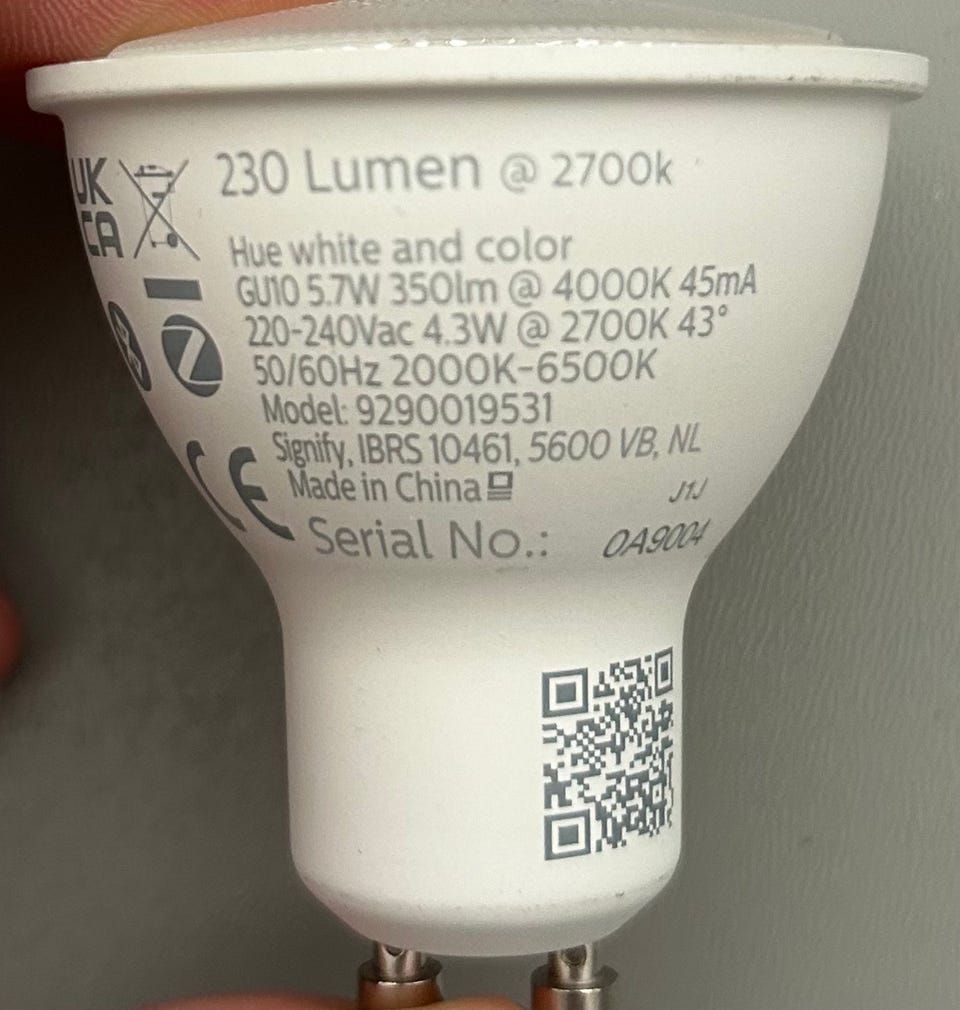 UK
CA
230 Lumen @ 2700k
Hue white and color
GU10 5.7W 350lm @ 4000K 45mA
220-240Vac 4.3W @ 2700K 43°
50/60Hz 2000K-6500K
Model: 9290019531
Signify, IBRS 10461, 5600 VB, NL
Made in China
J1J
CE
Serial No.: 0A9004